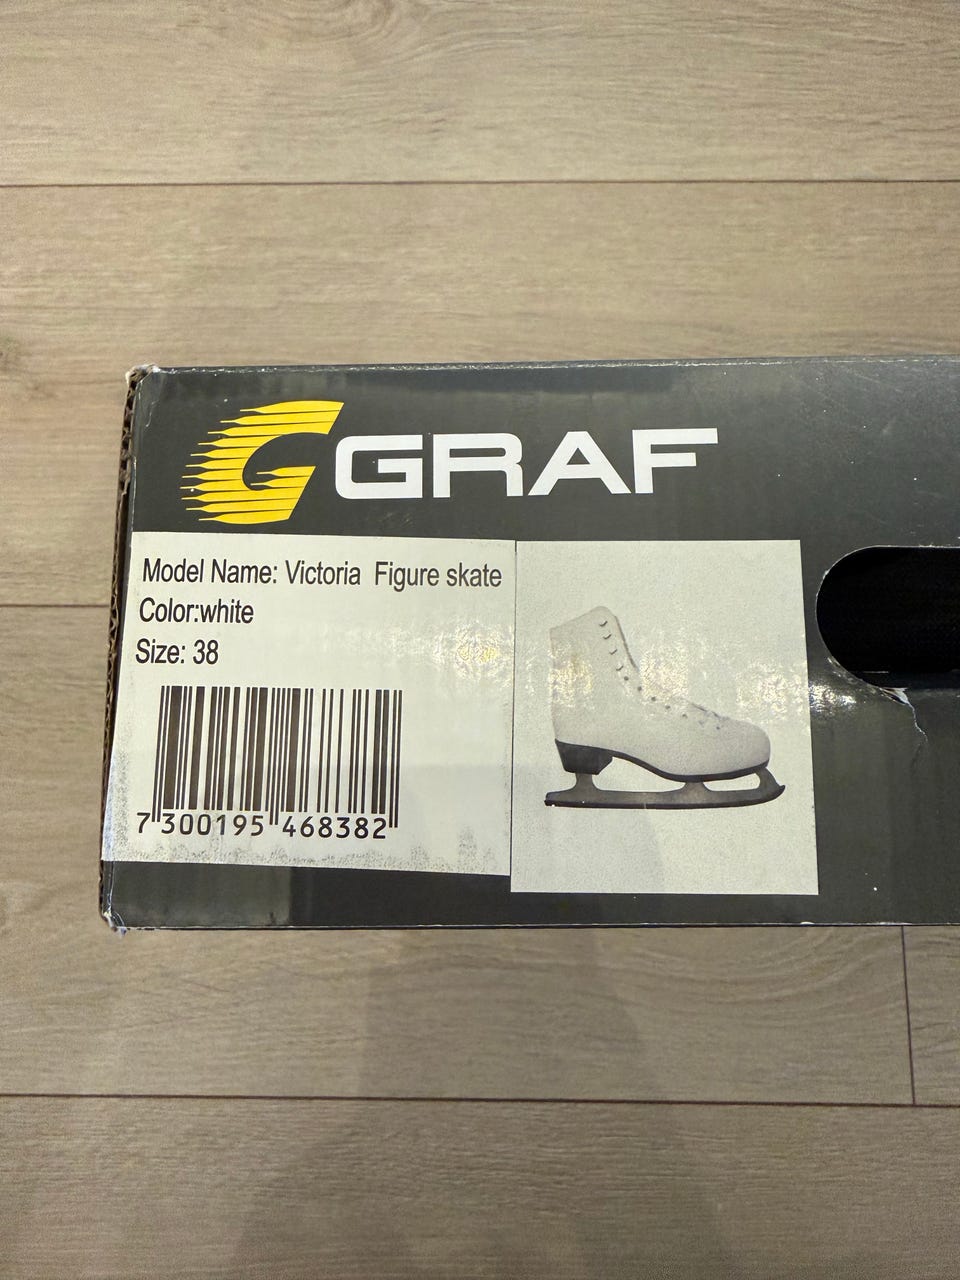 GRAF
Model Name: Victoria Figure skate
Color:white
Size: 38
7 300195 468382